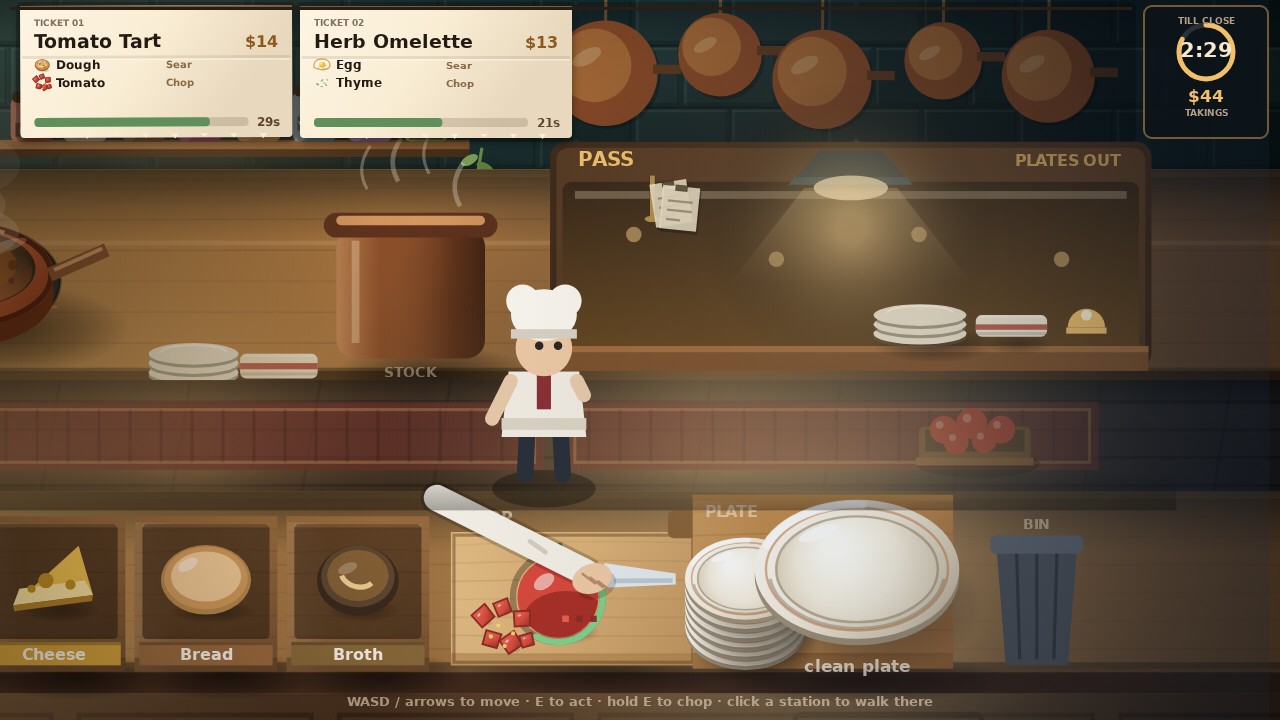 TICKET 01
Tomato Tart $14
Dough Sear
Tomato Chop
29s
TICKET 02
Herb Omelette $13
Egg Sear
Thyme Chop
21s
TILL CLOSE
2:29
$44
TAKINGS
PASS
PLATES OUT
STOCK
PLATE
BIN
Cheese
Bread
Broth
clean plate
WASD / arrows to move · E to act · hold E to chop · click a station to walk there